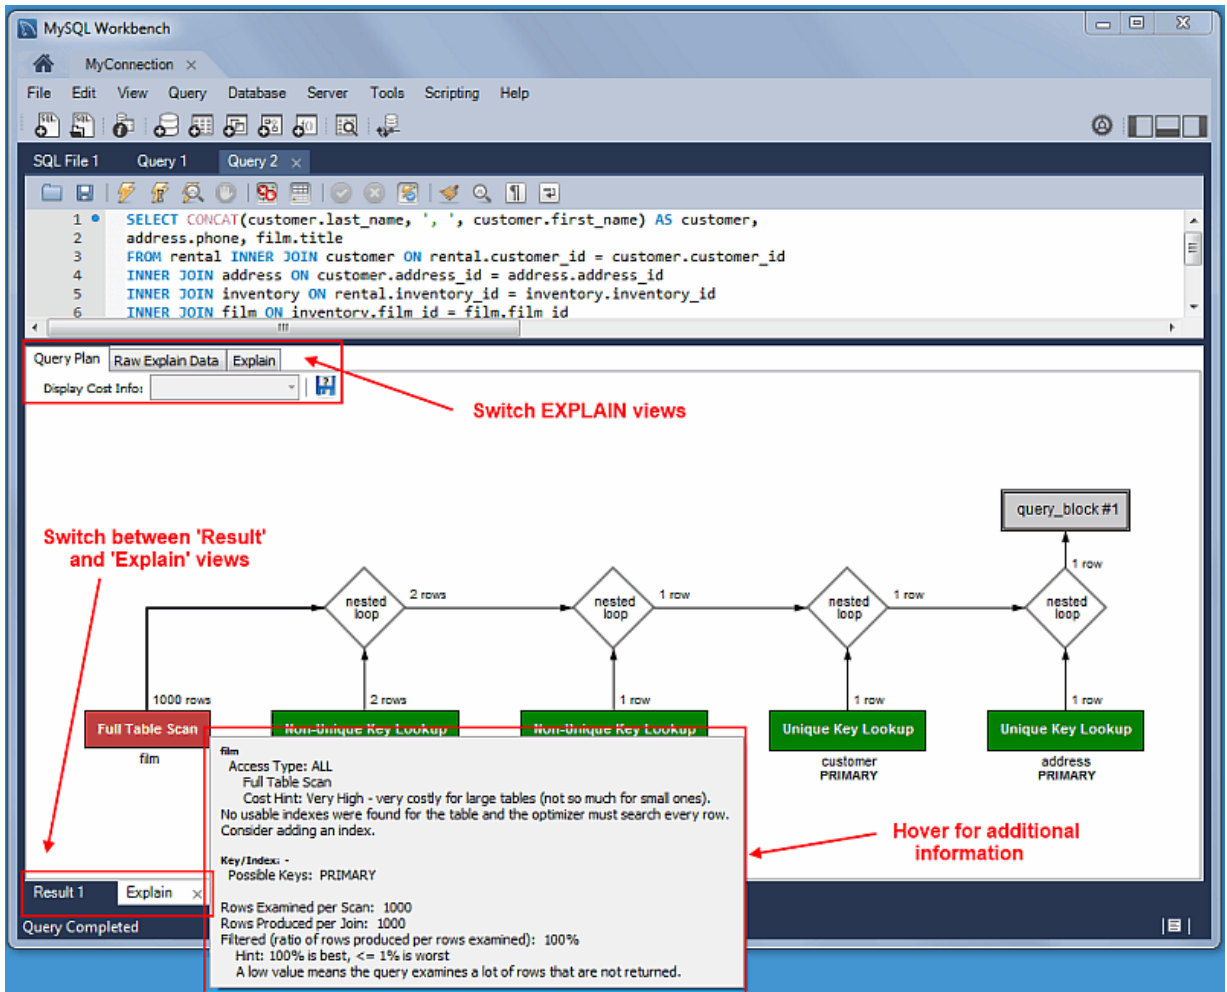 MySQL Workbench
MyConnection
File Edit View Query Database Server Tools Scripting Help
SQL File 1 Query 1 Query 2
1 SELECT CONCAT(customer.last_name, ', ', customer.first_name) AS customer,
2 address.phone, film.title
3 FROM rental INNER JOIN customer ON rental.customer_id = customer.customer_id
4 INNER JOIN address ON customer.address_id = address.address_id
5 INNER JOIN inventory ON rental.inventory_id = inventory.inventory_id
6 INNER JOIN film ON inventory.film_id = film.film_id
Query Plan Raw Explain Data Explain
Display Cost Info:
Switch EXPLAIN views
query_block #1
Switch between 'Result'
and 'Explain' views
1 row
nested
loop
2 rows
nested
loop
1 row
nested
loop
1 row
nested
loop
1000 rows
2 rows
1 row
1 row
1 row
Full Table Scan
Non-Unique Key Lookup
Non-Unique Key Lookup
Unique Key Lookup
Unique Key Lookup
film
customer
PRIMARY
address
PRIMARY
film
Access Type: ALL
Full Table Scan
Cost Hint: Very High - very costly for large tables (not so much for small ones).
No usable indexes were found for the table and the optimizer must search every row.
Consider adding an index.
Key/Index: -
Possible Keys: PRIMARY
Rows Examined per Scan: 1000
Rows Produced per Join: 1000
Filtered (ratio of rows produced per rows examined): 100%
Hint: 100% is best, <= 1% is worst
A low value means the query examines a lot of rows that are not returned.
Hover for additional
information
Result 1 Explain
Query Completed